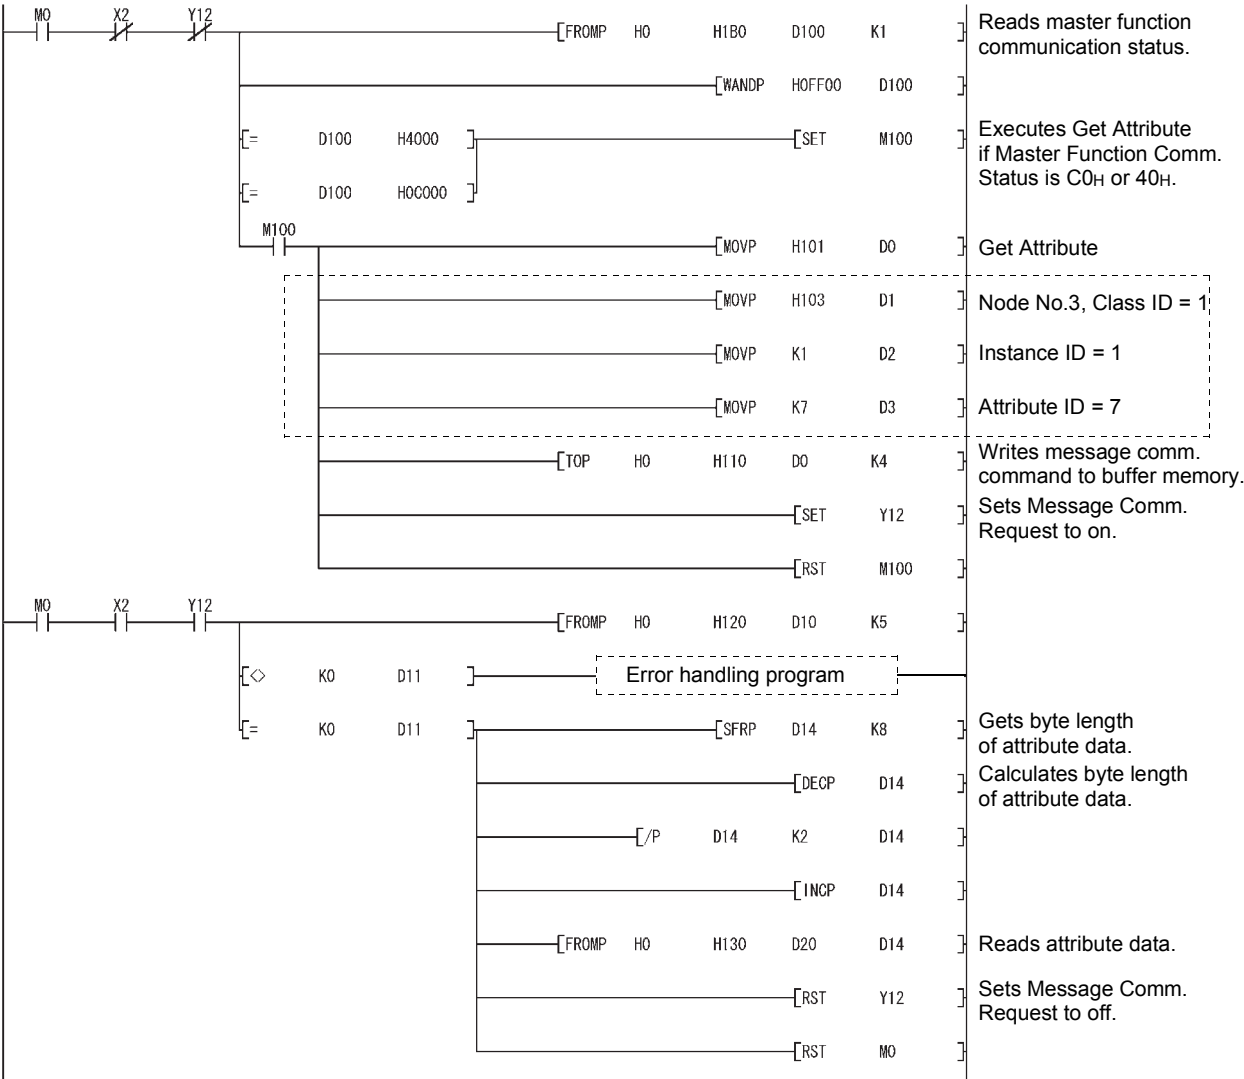 M0 X2 Y12
FROMP H0 H1B0 D100 K1 Reads master function
communication status.
WANDP H0FF00 D100
= D100 H4000 SET M100 Executes Get Attribute
if Master Function Comm.
= D100 H0C000 Status is C0H or 40H.
M100
MOVP H101 D0 Get Attribute
MOVP H103 D1 Node No.3, Class ID = 1
MOVP K1 D2 Instance ID = 1
MOVP K7 D3 Attribute ID = 7
TOP H0 H110 D0 K4 Writes message comm.
command to buffer memory.
SET Y12 Sets Message Comm.
Request to on.
RST M100
M0 X2 Y12
FROMP H0 H120 D10 K5
<> K0 D11 Error handling program
= K0 D11 SFRP D14 K8 Gets byte length
of attribute data.
DECP D14 Calculates byte length
of attribute data.
/P D14 K2 D14
INCP D14
FROMP H0 H130 D20 D14 Reads attribute data.
RST Y12 Sets Message Comm.
Request to off.
RST M0